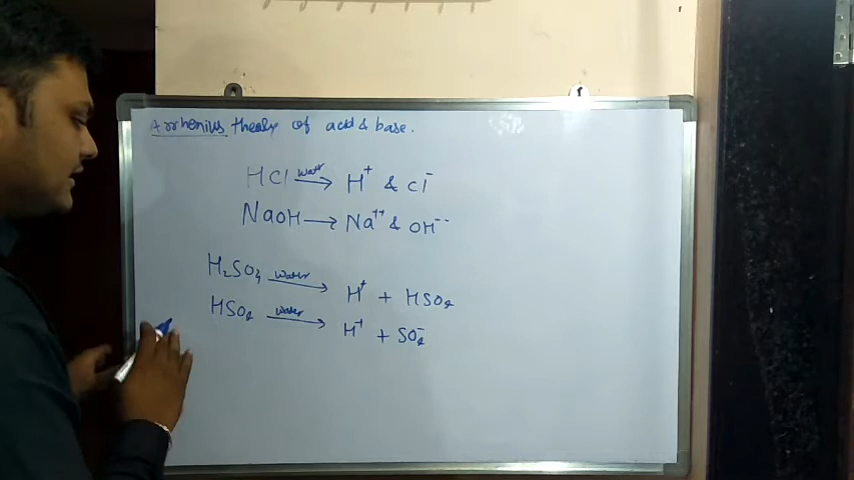 Arrhenius theory of acid & base.
HCl water → H⁺ & Cl⁻
NaOH → Na⁺⁺ & OH⁻⁻
H₂SO₄ water → H⁺ + HSO₄
HSO₄ water → H⁺ + SO₄⁻